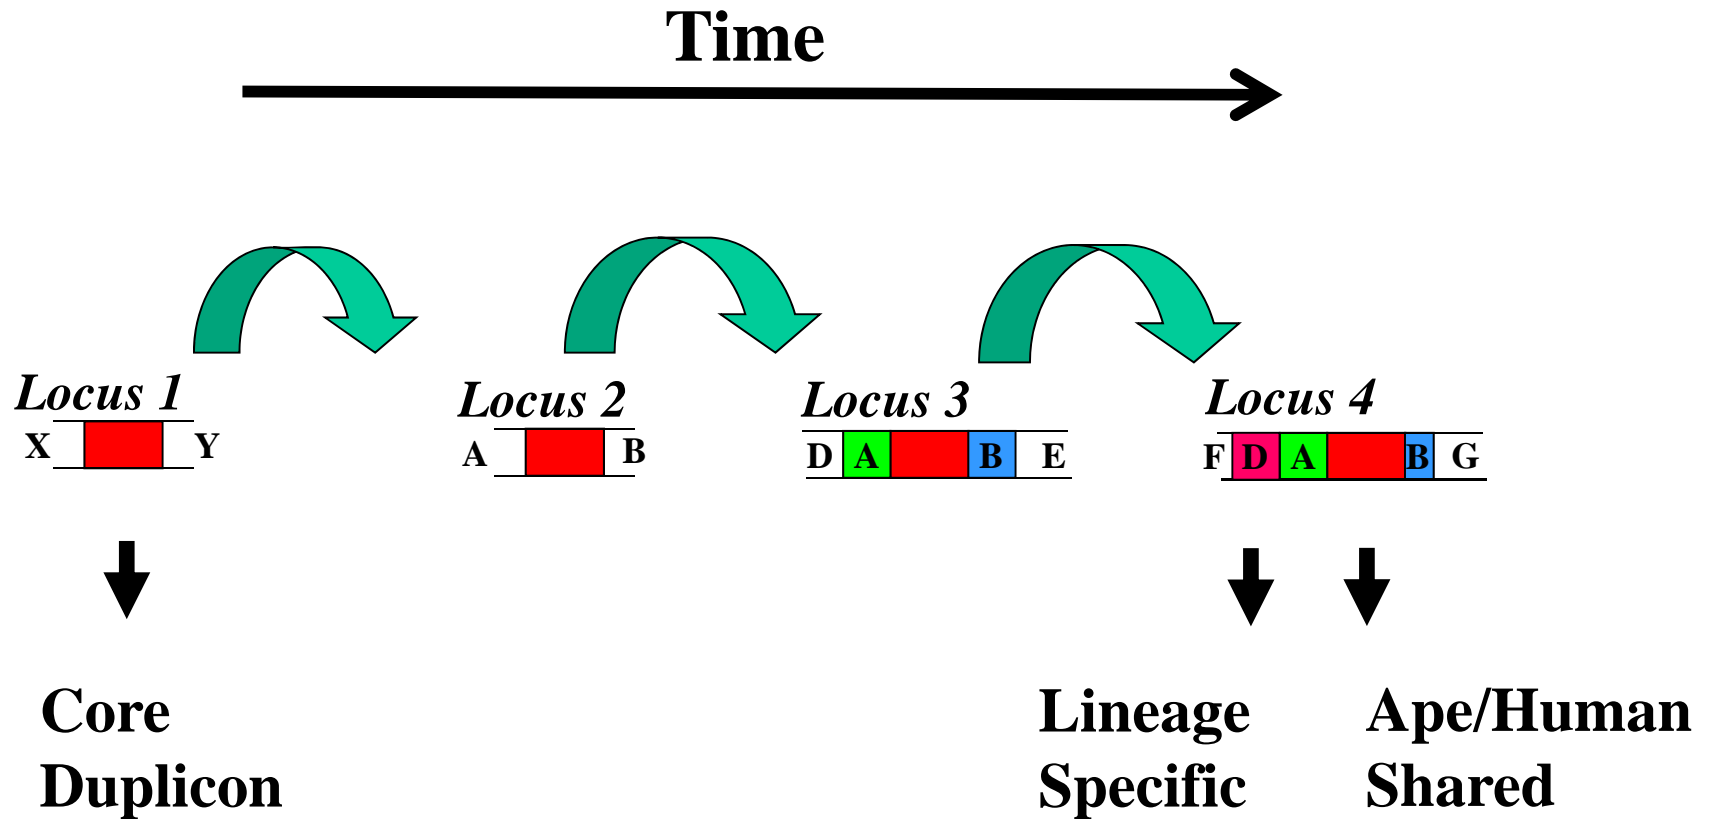 Time
Locus 1
Locus 2
Locus 3
Locus 4
X Y
A B
D A B E
F D A B G
Core
Duplicon
Lineage
Specific
Ape/Human
Shared